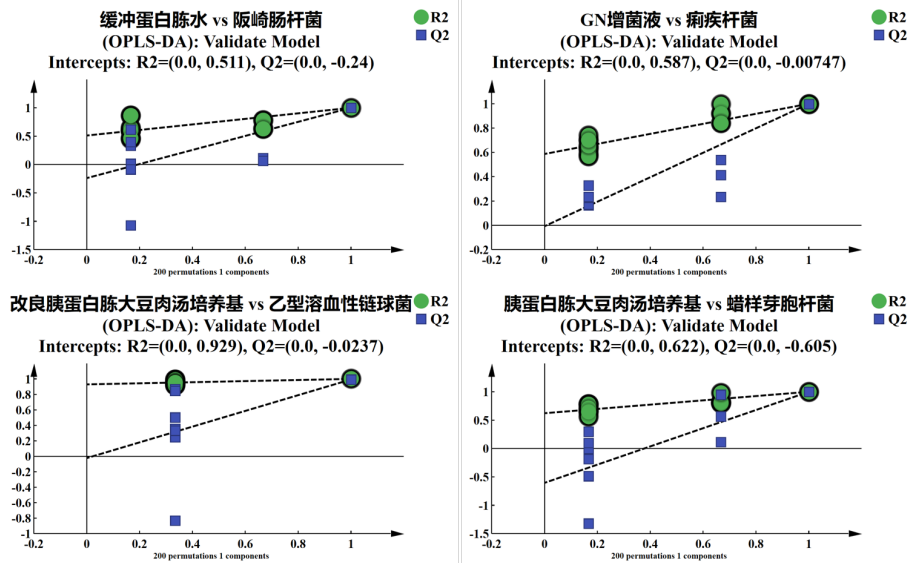 缓冲蛋白胨水 vs 阪崎肠杆菌
(OPLS-DA): Validate Model
Intercepts: R2=(0.0, 0.511), Q2=(0.0, -0.24)
R2
Q2
1
0.5
0
-0.5
-1
-1.5
-0.2 0 0.2 0.4 0.6 0.8 1
200 permutations 1 components
GN增菌液 vs 痢疾杆菌
(OPLS-DA): Validate Model
Intercepts: R2=(0.0, 0.587), Q2=(0.0, -0.00747)
R2
Q2
1
0.8
0.6
0.4
0.2
0
-0.2
-0.2 0 0.2 0.4 0.6 0.8 1
200 permutations 1 components
改良胰蛋白胨大豆肉汤培养基 vs 乙型溶血性链球菌
(OPLS-DA): Validate Model
Intercepts: R2=(0.0, 0.929), Q2=(0.0, -0.0237)
R2
Q2
1
0.8
0.6
0.4
0.2
0
-0.2
-0.4
-0.6
-0.8
-1
-0.2 0 0.2 0.4 0.6 0.8 1
200 permutations 1 components
胰蛋白胨大豆肉汤培养基 vs 蜡样芽胞杆菌
(OPLS-DA): Validate Model
Intercepts: R2=(0.0, 0.622), Q2=(0.0, -0.605)
R2
Q2
1
0.5
0
-0.5
-1
-1.5
-0.2 0 0.2 0.4 0.6 0.8 1
200 permutations 1 components